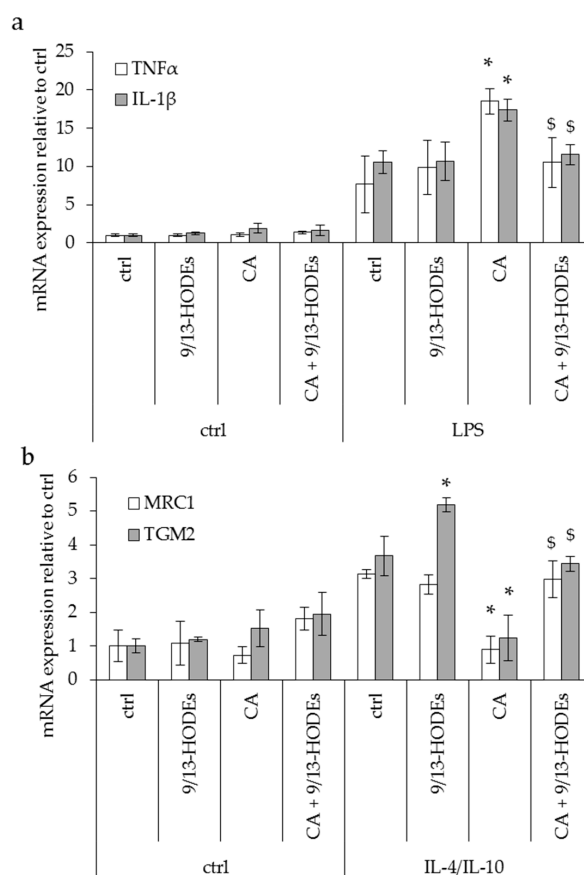 a
mRNA expression relative to ctrl
25
20
15
10
5
0
TNFα
IL-1β
*
*
$
$
ctrl
9/13-HODEs
CA
CA + 9/13-HODEs
ctrl
9/13-HODEs
CA
CA + 9/13-HODEs
ctrl
LPS
b
mRNA expression relative to ctrl
6
5
4
3
2
1
0
MRC1
TGM2
*
*
*
$
$
ctrl
9/13-HODEs
CA
CA + 9/13-HODEs
ctrl
9/13-HODEs
CA
CA + 9/13-HODEs
ctrl
IL-4/IL-10